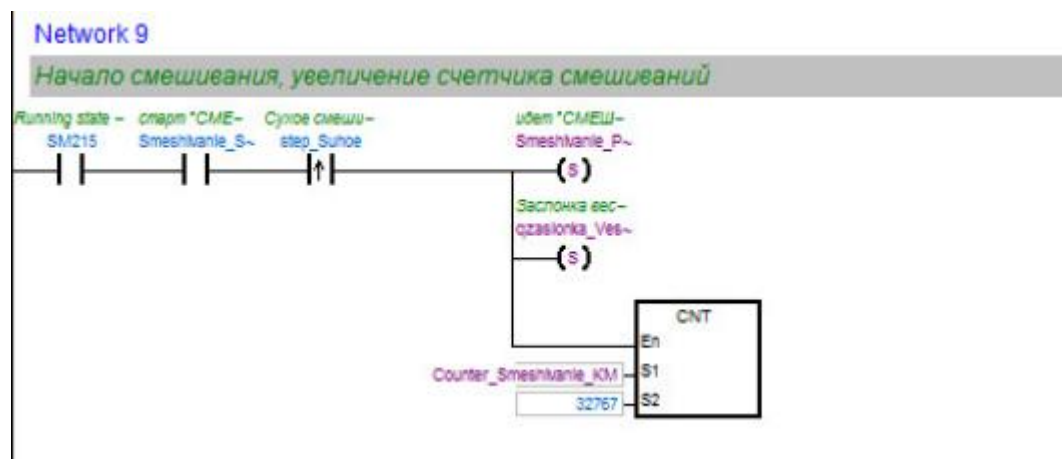 Network 9
Начало смешивания, увеличение счетчика смешиваний
Running state ~ старт "СМЕ~ Сухое смеши~ идет "СМЕШ~
SM215 Smeshivanie_S~ step_Suhoe Smeshivanie_P~
(S)
Заслонка вес~
qzaslonka_Ves~
(S)
CNT
En
Counter_Smeshivanie_KM S1
32767 S2